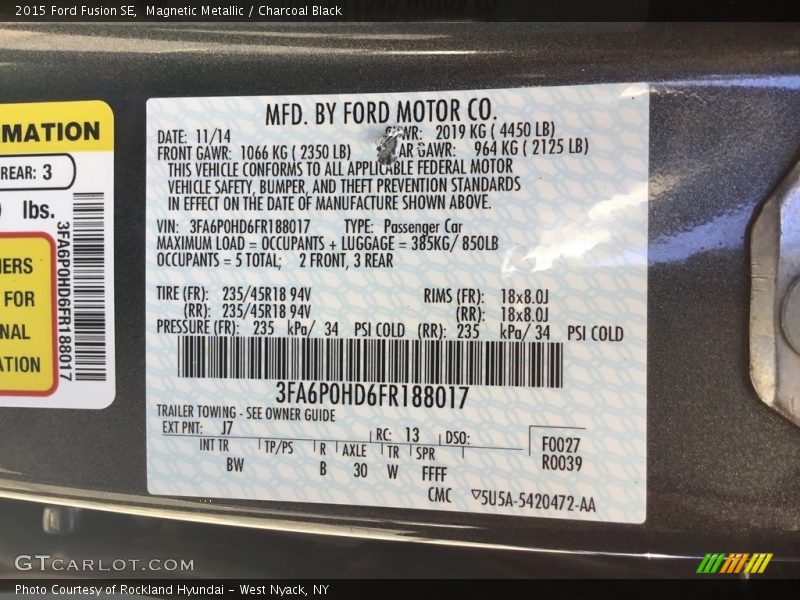 2015 Ford Fusion SE, Magnetic Metallic / Charcoal Black
MATION
REAR: 3
lbs.
3FA6P0HD6FR188017
ERS
FOR
NAL
ATION
MFD. BY FORD MOTOR CO.
DATE: 11/14 WR: 2019 KG ( 4450 LB)
FRONT GAWR: 1066 KG ( 2350 LB) AR GAWR: 964 KG ( 2125 LB)
THIS VEHICLE CONFORMS TO ALL APPLICABLE FEDERAL MOTOR
VEHICLE SAFETY, BUMPER, AND THEFT PREVENTION STANDARDS
IN EFFECT ON THE DATE OF MANUFACTURE SHOWN ABOVE.
VIN: 3FA6P0HD6FR188017 TYPE: Passenger Car
MAXIMUM LOAD = OCCUPANTS + LUGGAGE = 385KG/ 850LB
OCCUPANTS = 5 TOTAL; 2 FRONT, 3 REAR
TIRE (FR): 235/45R18 94V RIMS (FR): 18x8.0J
(RR): 235/45R18 94V (RR): 18x8.0J
PRESSURE (FR): 235 kPa/ 34 PSI COLD (RR): 235 kPa/ 34 PSI COLD
3FA6P0HD6FR188017
TRAILER TOWING - SEE OWNER GUIDE
EXT PNT: J7 RC: 13 DSO: F0027
INT TR TP/PS R AXLE TR SPR R0039
BW B 30 W FFFF
CMC ▽5U5A-5420472-AA
GTCARLOT.COM
Photo Courtesy of Rockland Hyundai - West Nyack, NY